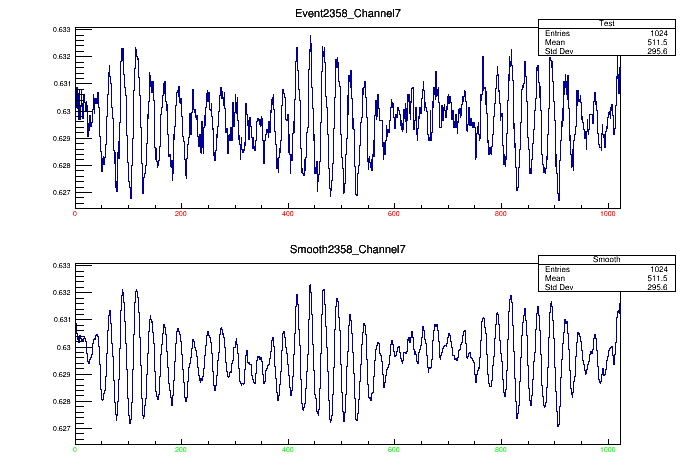 Event2358_Channel7
Test
Entries 1024
Mean 511.5
Std Dev 295.6
0.633
0.632
0.631
0.63
0.629
0.628
0.627
0 200 400 600 800 1000
Smooth2358_Channel7
Smooth
Entries 1024
Mean 511.5
Std Dev 295.6
0.633
0.632
0.631
0.63
0.629
0.628
0.627
0 200 400 600 800 1000